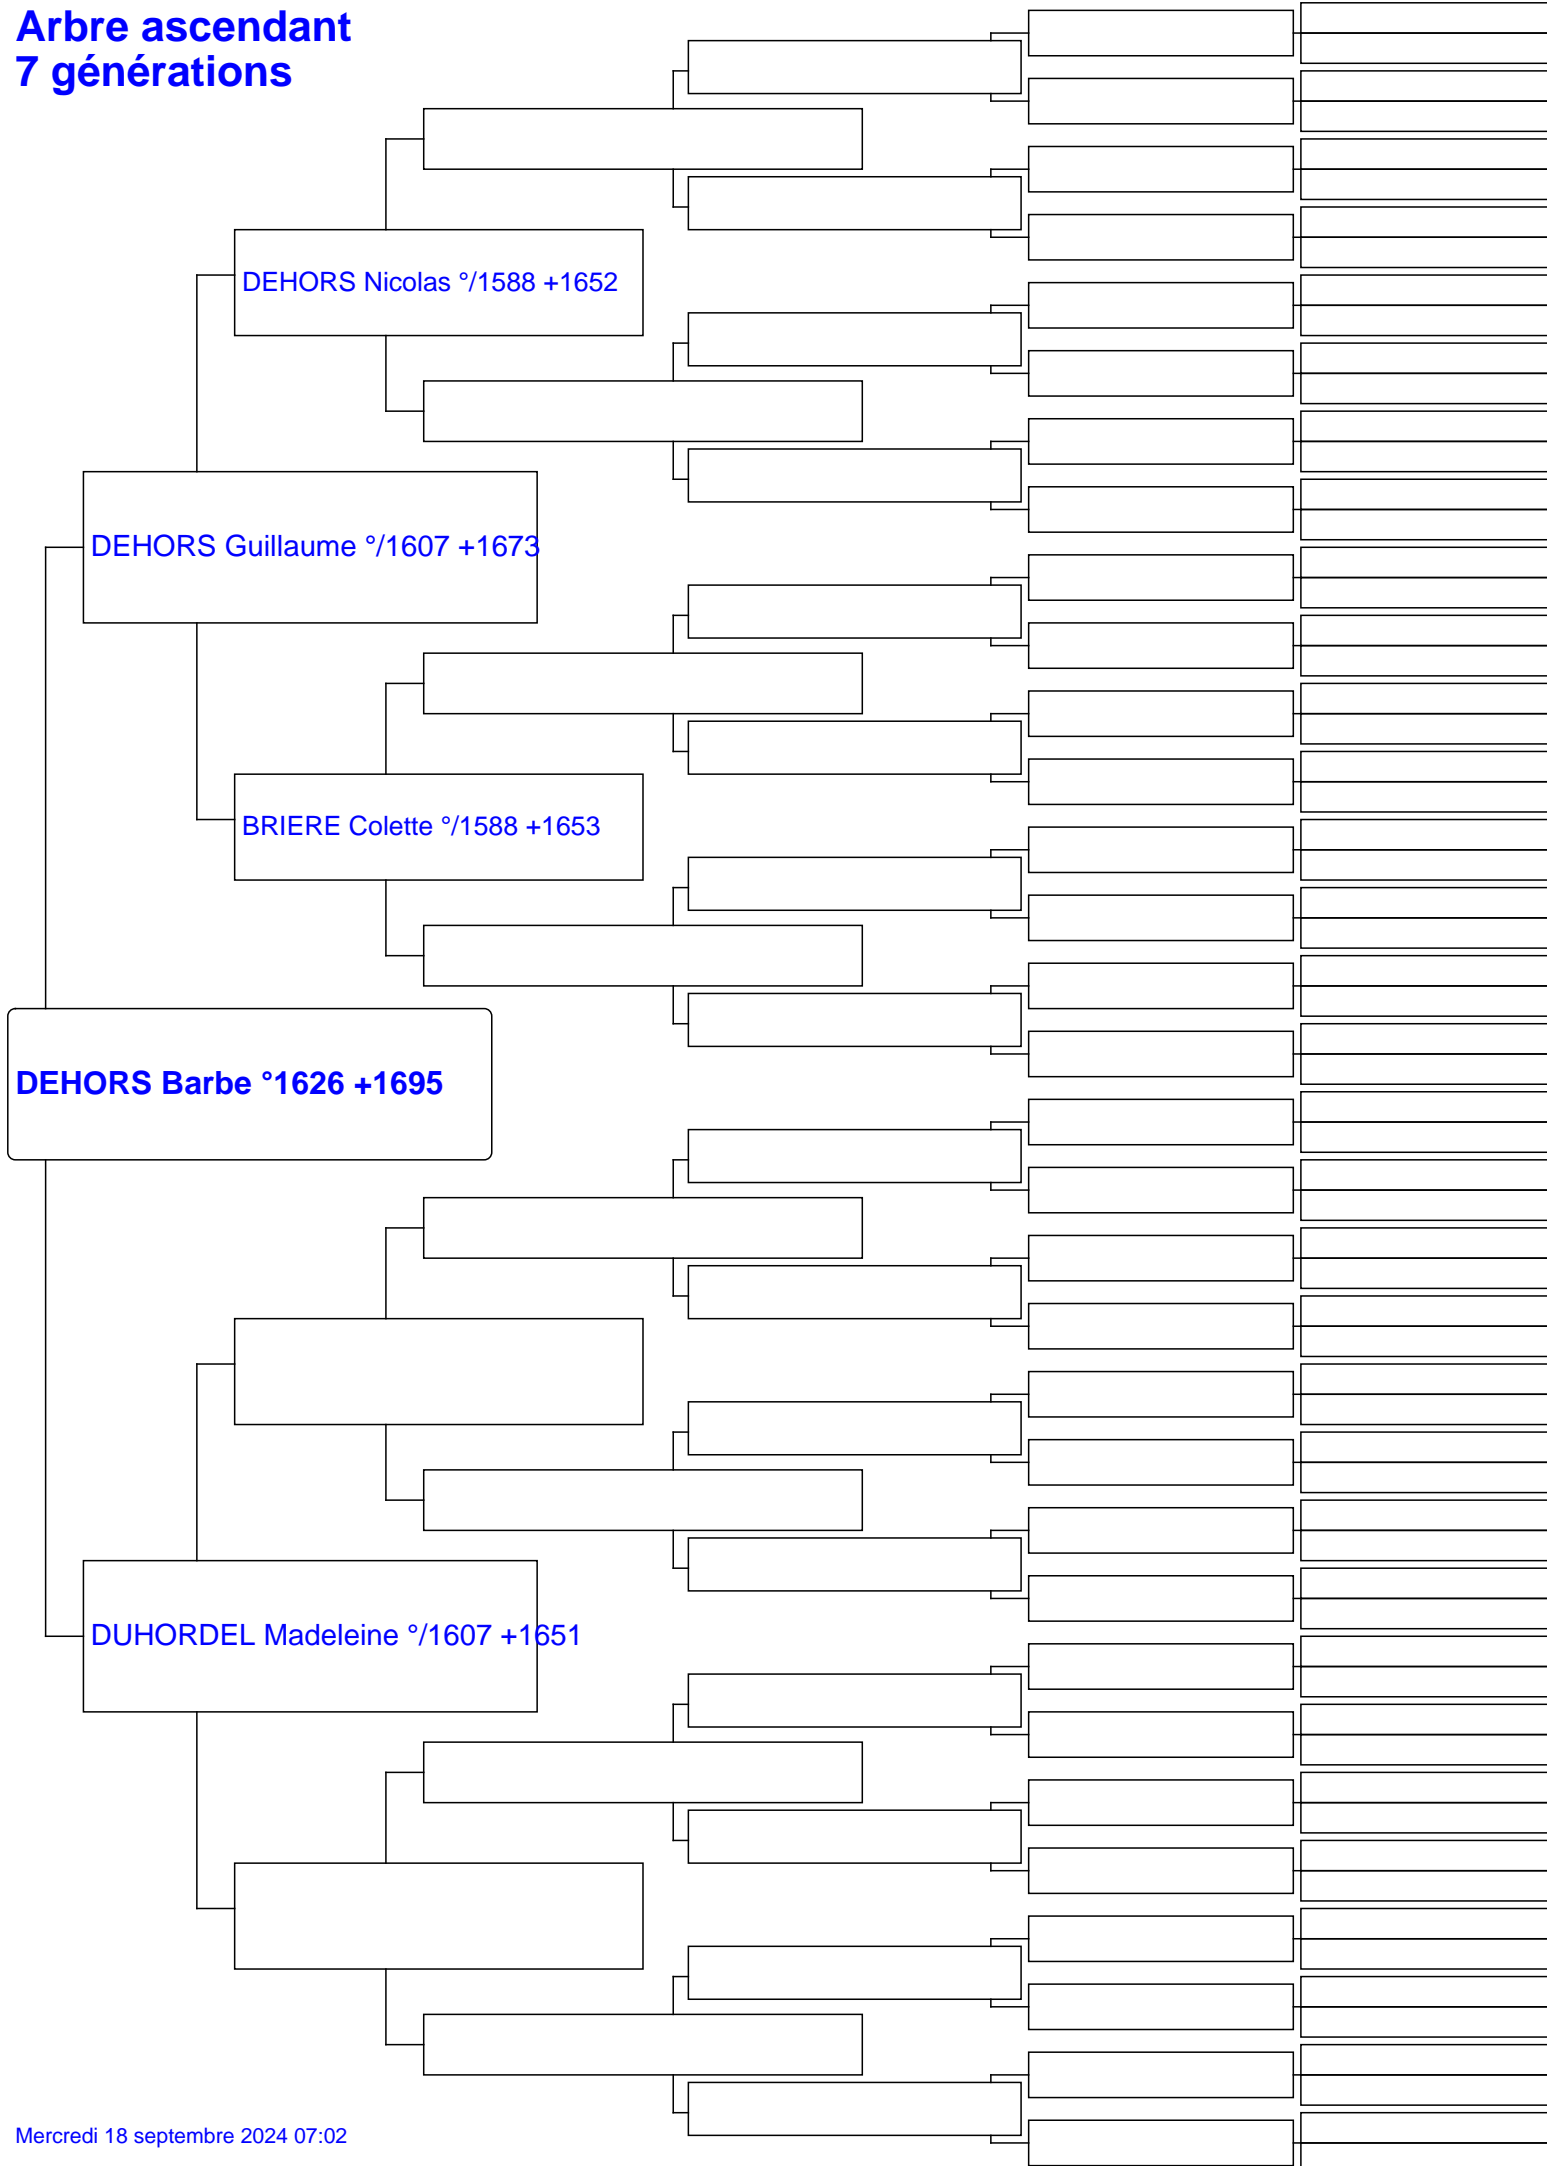 Arbre ascendant
7 générations
DEHORS Nicolas °/1588 +1652
DEHORS Guillaume °/1607 +1673
BRIERE Colette °/1588 +1653
DEHORS Barbe °1626 +1695
DUHORDEL Madeleine °/1607 +1651
Mercredi 18 septembre 2024 07:02